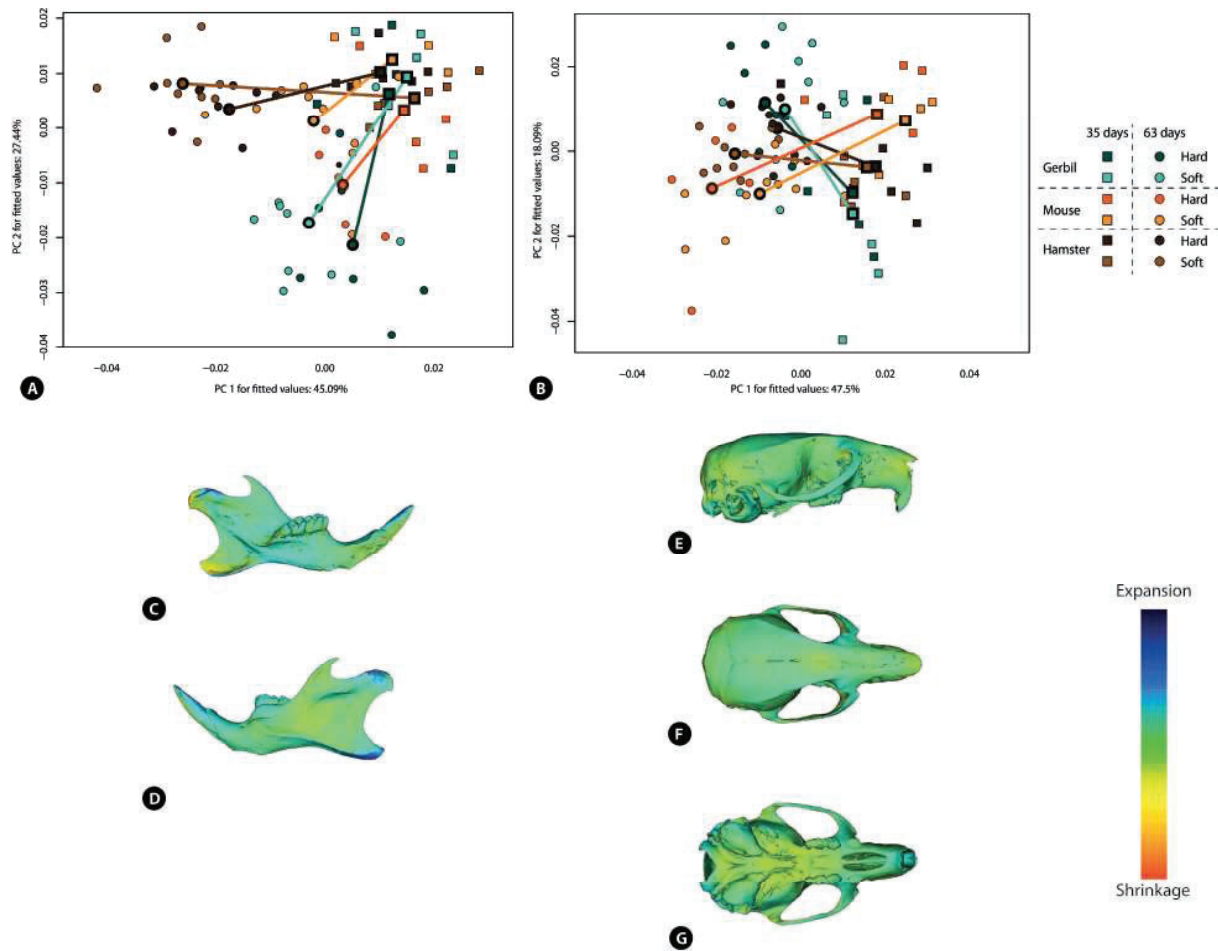 0.02
0.01
0.00
−0.01
−0.02
−0.03
−0.04
PC 2 for fitted values: 27.44%
−0.04
−0.02
0.00
0.02
PC 1 for fitted values: 45.09%
A
0.02
0.00
−0.02
−0.04
PC 2 for fitted values: 18.09%
−0.04
−0.02
0.00
0.02
0.04
PC 1 for fitted values: 47.5%
B
35 days 63 days
Gerbil Hard
Soft
Mouse Hard
Soft
Hamster Hard
Soft
C
D
E
F
G
Expansion
Shrinkage